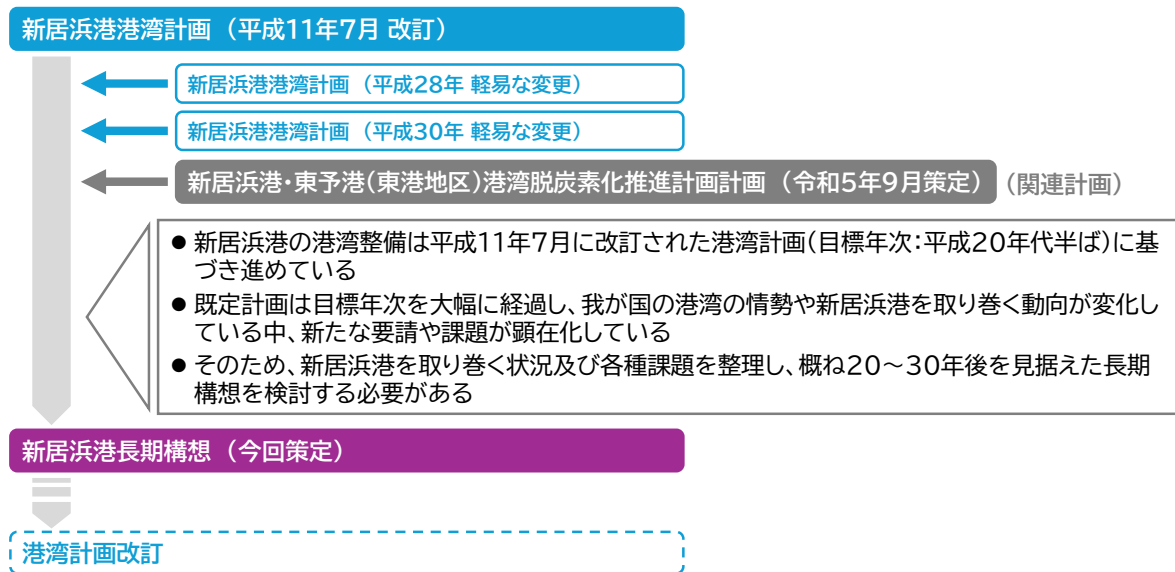 新居浜港港湾計画（平成11年7月 改訂）
新居浜港港湾計画（平成28年 軽易な変更）
新居浜港港湾計画（平成30年 軽易な変更）
新居浜港・東予港（東港地区）港湾脱炭素化推進計画計画（令和5年9月策定）（関連計画）
● 新居浜港の港湾整備は平成11年7月に改訂された港湾計画（目標年次：平成20年代半ば）に基
づき進めている
● 既定計画は目標年次を大幅に経過し、我が国の港湾の情勢や新居浜港を取り巻く動向が変化し
ている中、新たな要請や課題が顕在化している
● そのため、新居浜港を取り巻く状況及び各種課題を整理し、概ね20～30年後を見据えた長期
構想を検討する必要がある
新居浜港長期構想（今回策定）
港湾計画改訂